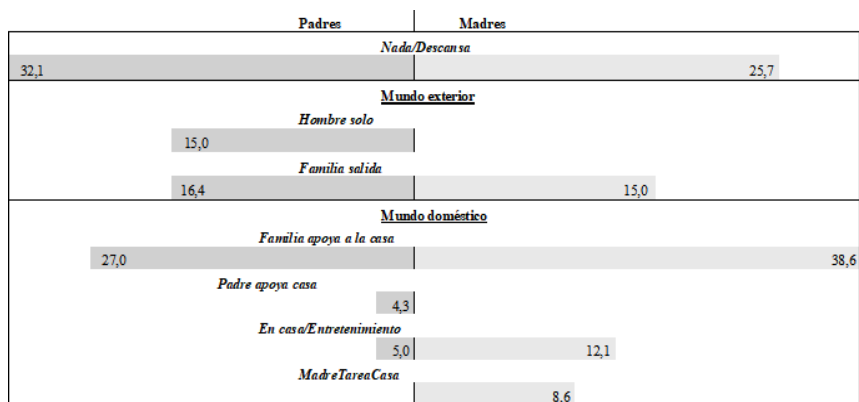 Padres Madres
Nada/Descansa
32,1 25,7
Mundo exterior
Hombre solo
15,0
Familia salida
16,4 15,0
Mundo doméstico
Familia apoya a la casa
27,0 38,6
Padre apoya casa
4,3
En casa/Entretenimiento
5,0 12,1
MadreTareaCasa
8,6